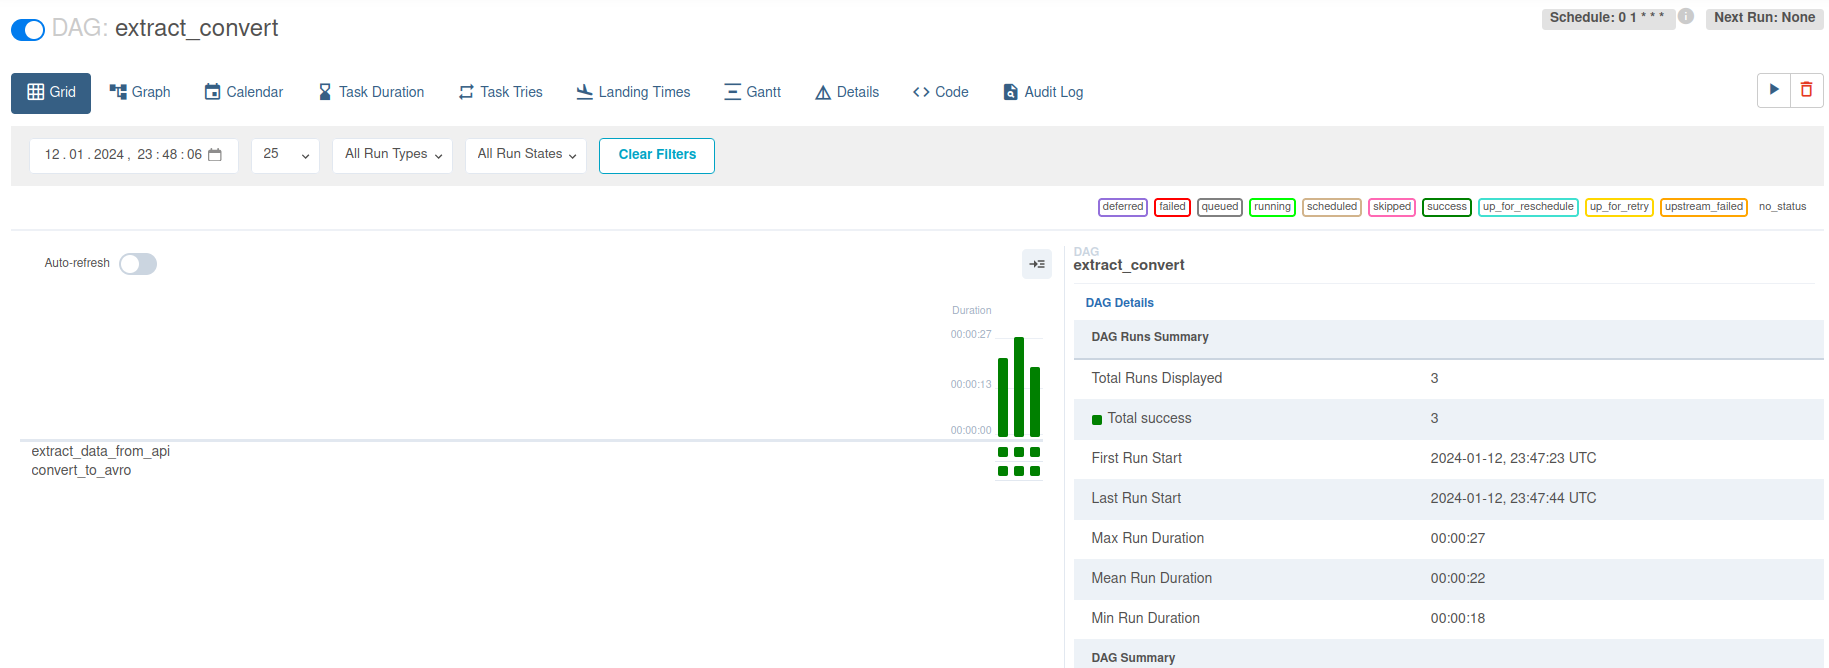 DAG: extract_convert
Schedule: 0 1 * * *
Next Run: None
Grid
Graph
Calendar
Task Duration
Task Tries
Landing Times
Gantt
Details
Code
Audit Log
12 . 01 . 2024 , 23 : 48 : 06
25
All Run Types
All Run States
Clear Filters
deferred
failed
queued
running
scheduled
skipped
success
up_for_reschedule
up_for_retry
upstream_failed
no_status
Auto-refresh
Duration
00:00:27
00:00:13
00:00:00
extract_data_from_api
convert_to_avro
DAG
extract_convert
DAG Details
DAG Runs Summary
Total Runs Displayed 3
Total success 3
First Run Start 2024-01-12, 23:47:23 UTC
Last Run Start 2024-01-12, 23:47:44 UTC
Max Run Duration 00:00:27
Mean Run Duration 00:00:22
Min Run Duration 00:00:18
DAG Summary